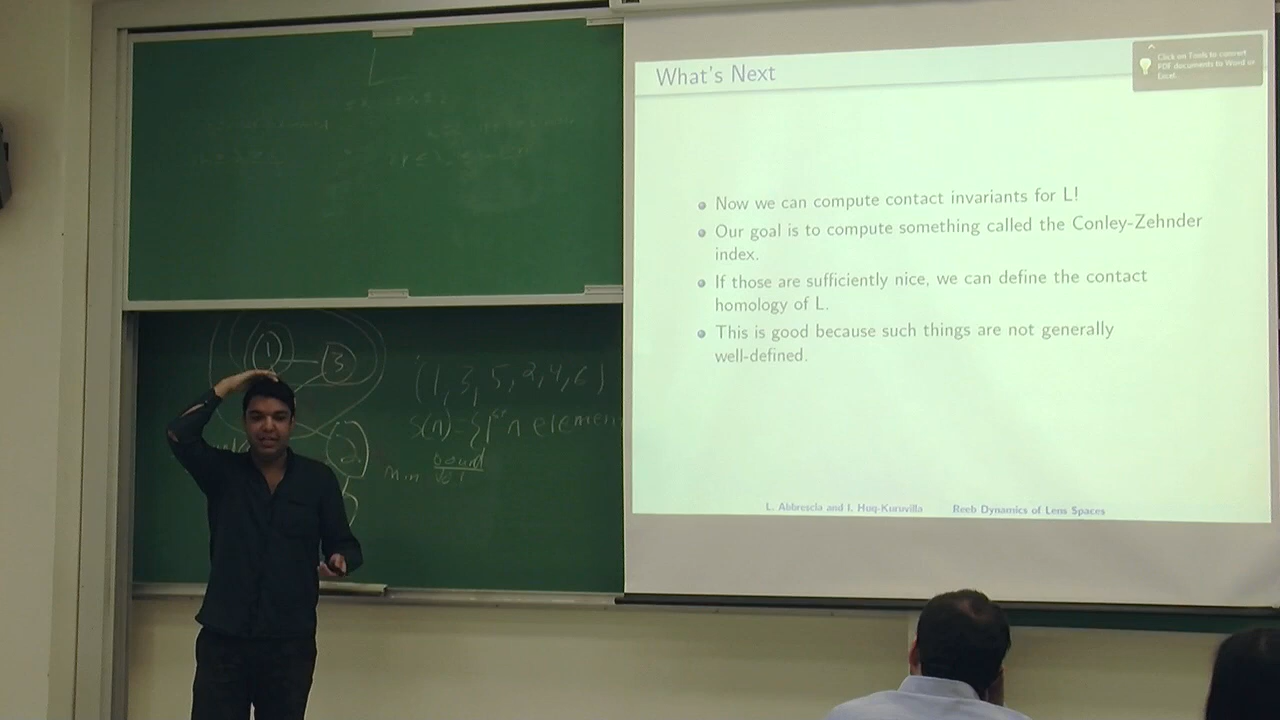 L
1
3
2
(1, 3, 5, 2, 4, 6)
S(n) = { 1st n elemen
min bound
What's Next
Click on Tools to convert
PDF documents to Word or
Excel.
Now we can compute contact invariants for L!
Our goal is to compute something called the Conley-Zehnder
index.
If those are sufficiently nice, we can define the contact
homology of L.
This is good because such things are not generally
well-defined.
L. Abbrescia and I. Huq-Kuruvilla Reeb Dynamics of Lens Spaces